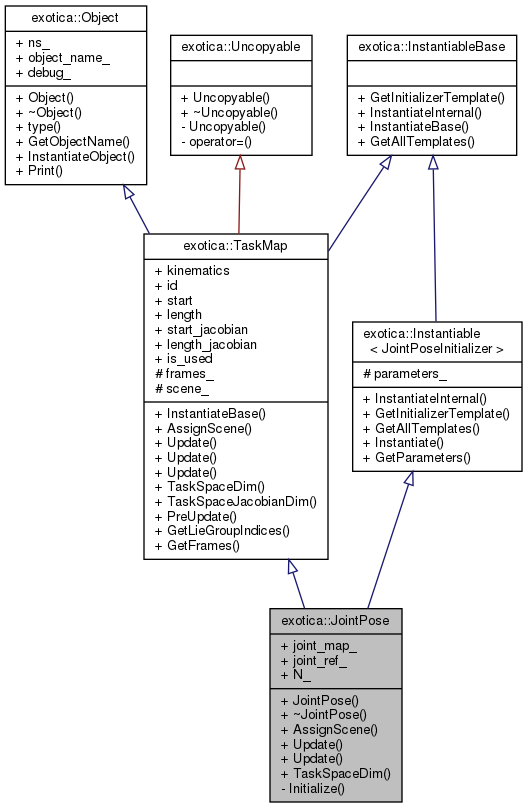 exotica::Object
+ ns_
+ object_name_
+ debug_
+ Object()
+ ~Object()
+ type()
+ GetObjectName()
+ InstantiateObject()
+ Print()
exotica::Uncopyable
+ Uncopyable()
+ ~Uncopyable()
- Uncopyable()
- operator=()
exotica::InstantiableBase
+ GetInitializerTemplate()
+ InstantiateInternal()
+ InstantiateBase()
+ GetAllTemplates()
exotica::TaskMap
+ kinematics
+ id
+ start
+ length
+ start_jacobian
+ length_jacobian
+ is_used
# frames_
# scene_
+ InstantiateBase()
+ AssignScene()
+ Update()
+ Update()
+ Update()
+ TaskSpaceDim()
+ TaskSpaceJacobianDim()
+ PreUpdate()
+ GetLieGroupIndices()
+ GetFrames()
exotica::Instantiable
< JointPoseInitializer >
# parameters_
+ InstantiateInternal()
+ GetInitializerTemplate()
+ GetAllTemplates()
+ Instantiate()
+ GetParameters()
exotica::JointPose
+ joint_map_
+ joint_ref_
+ N_
+ JointPose()
+ ~JointPose()
+ AssignScene()
+ Update()
+ Update()
+ TaskSpaceDim()
- Initialize()